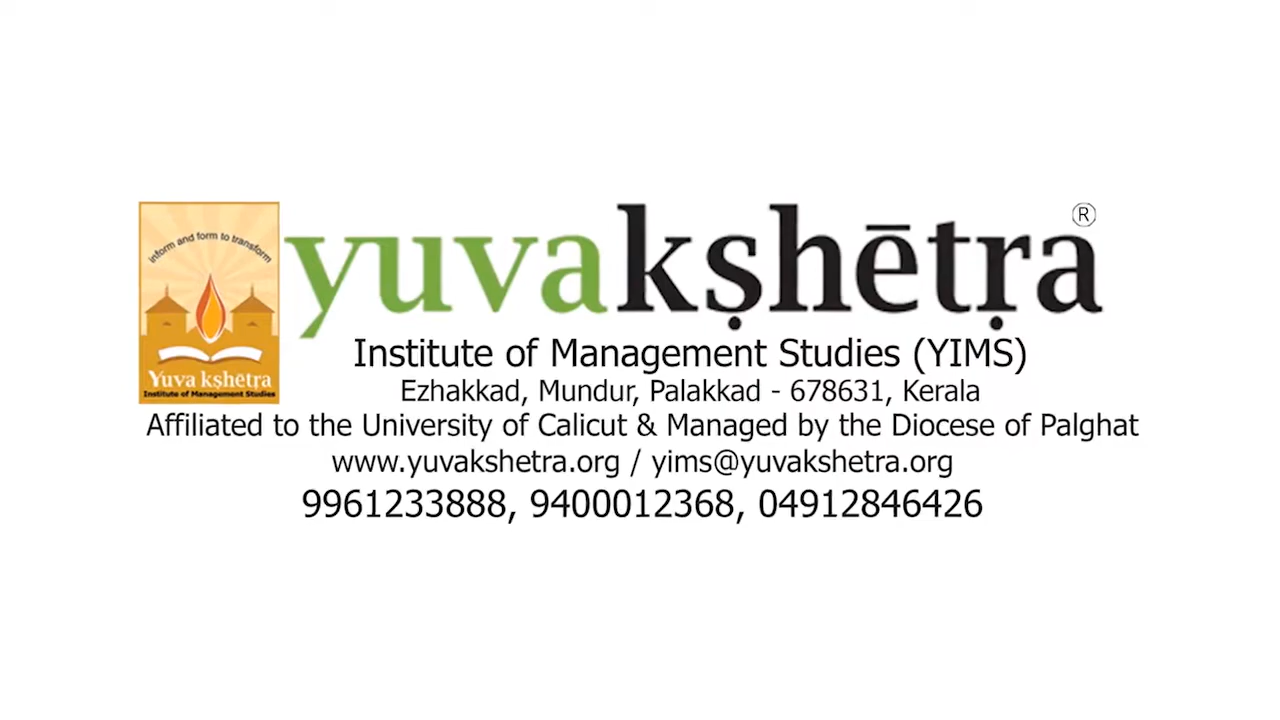 inform and form to transform
Yuva kshētṛa
Institute of Management Studies
yuvakṣhētṛa ®
Institute of Management Studies (YIMS)
Ezhakkad, Mundur, Palakkad - 678631, Kerala
Affiliated to the University of Calicut & Managed by the Diocese of Palghat
www.yuvakshetra.org / yims@yuvakshetra.org
9961233888, 9400012368, 04912846426